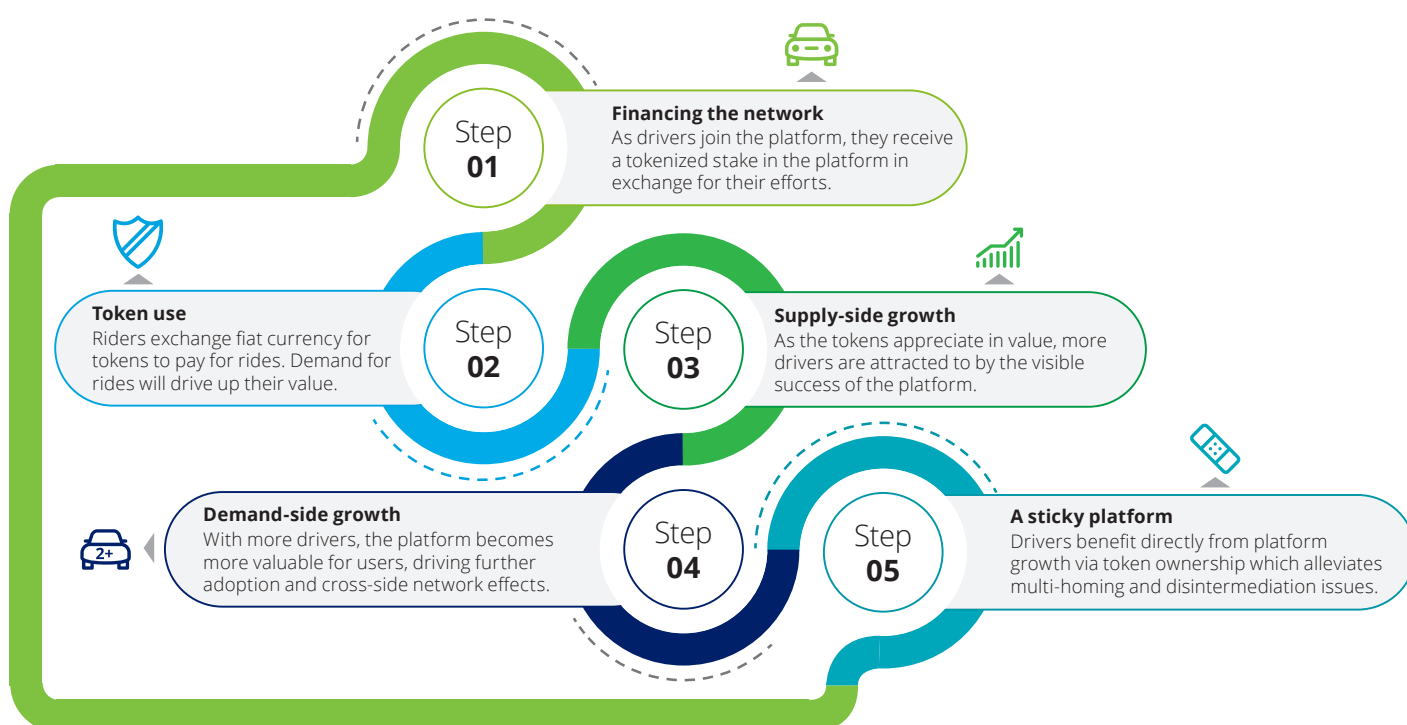 Step
01
Financing the network
As drivers join the platform, they receive
a tokenized stake in the platform in
exchange for their efforts.
Token use
Riders exchange fiat currency for
tokens to pay for rides. Demand for
rides will drive up their value.
Step
02
Step
03
Supply-side growth
As the tokens appreciate in value, more
drivers are attracted to by the visible
success of the platform.
2+
Demand-side growth
With more drivers, the platform becomes
more valuable for users, driving further
adoption and cross-side network effects.
Step
04
Step
05
A sticky platform
Drivers benefit directly from platform
growth via token ownership which alleviates
multi-homing and disintermediation issues.